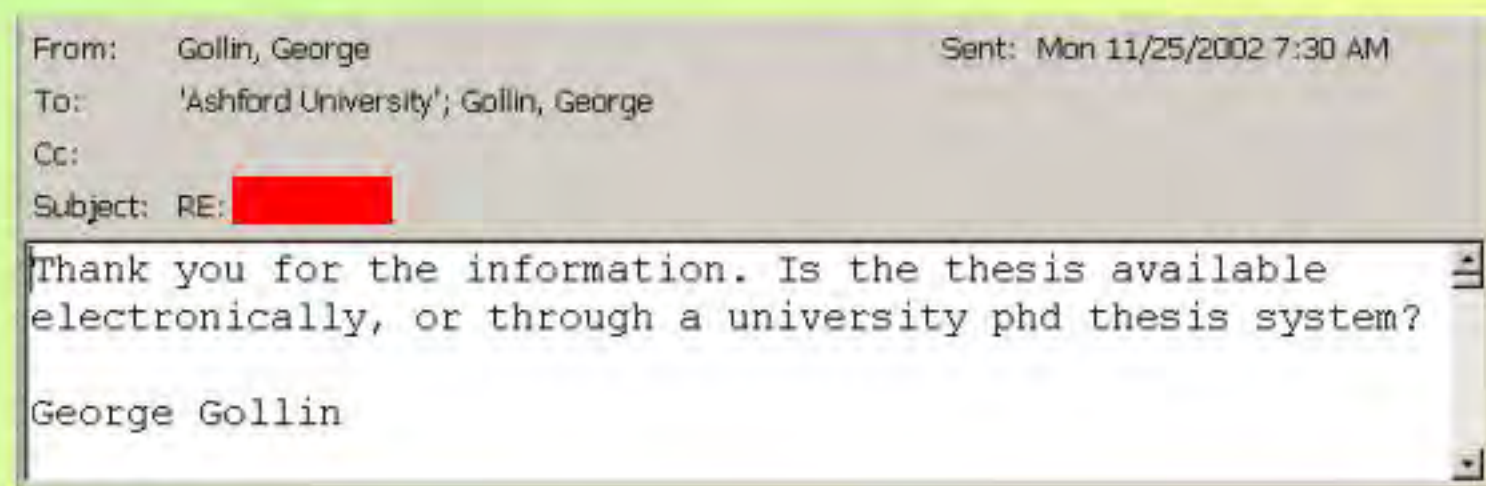 From: Gollin, George Sent: Mon 11/25/2002 7:30 AM
To: 'Ashford University'; Gollin, George
Cc:
Subject: RE:
Thank you for the information. Is the thesis available
electronically, or through a university phd thesis system?
George Gollin